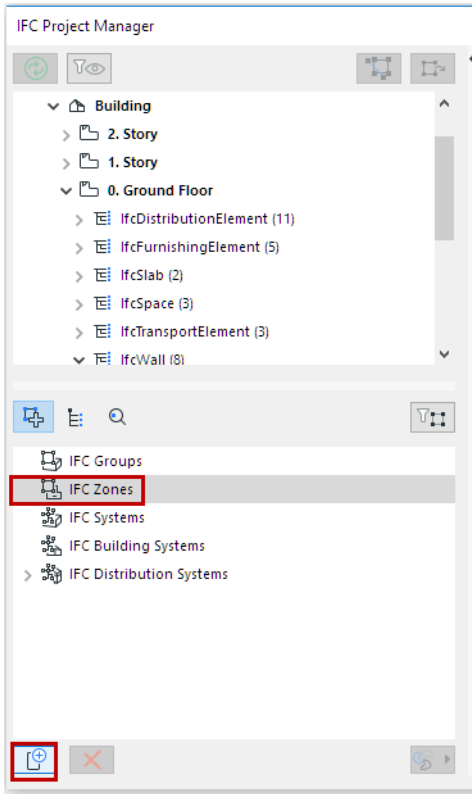 IFC Project Manager
Building
2. Story
1. Story
0. Ground Floor
IfcDistributionElement (11)
IfcFurnishingElement (5)
IfcSlab (2)
IfcSpace (3)
IfcTransportElement (3)
IfcWall (8)
IFC Groups
IFC Zones
IFC Systems
IFC Building Systems
IFC Distribution Systems